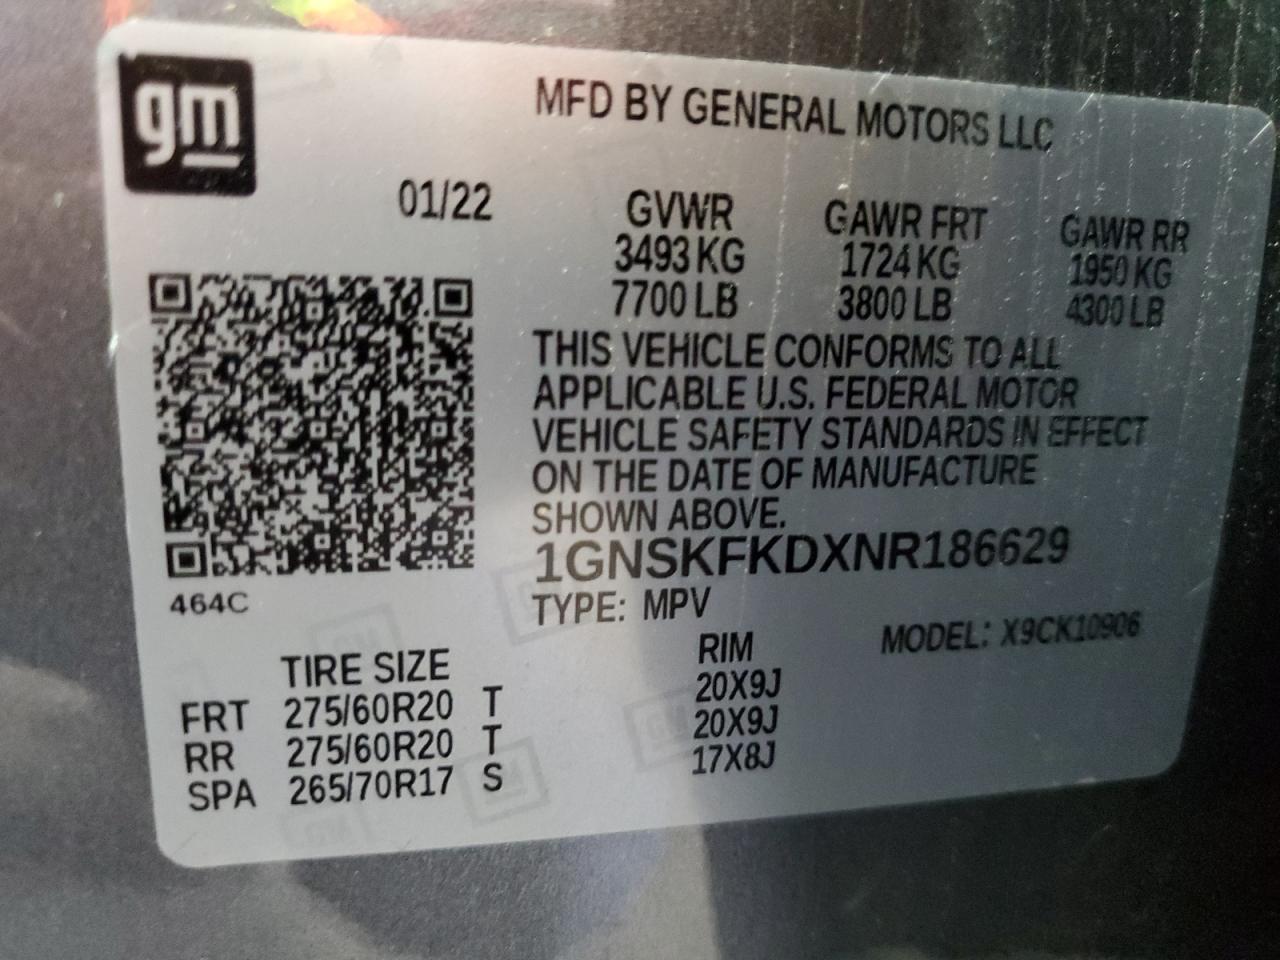 gm
MFD BY GENERAL MOTORS LLC
01/22
GVWR GAWR FRT GAWR RR
3493 KG 1724 KG 1950 KG
7700 LB 3800 LB 4300 LB
THIS VEHICLE CONFORMS TO ALL
APPLICABLE U.S. FEDERAL MOTOR
VEHICLE SAFETY STANDARDS IN EFFECT
ON THE DATE OF MANUFACTURE
SHOWN ABOVE.
1GNSKFKDXNR186629
464C
TYPE: MPV
MODEL: X9CK10906
TIRE SIZE RIM
FRT 275/60R20 T 20X9J
RR 275/60R20 T 20X9J
SPA 265/70R17 S 17X8J